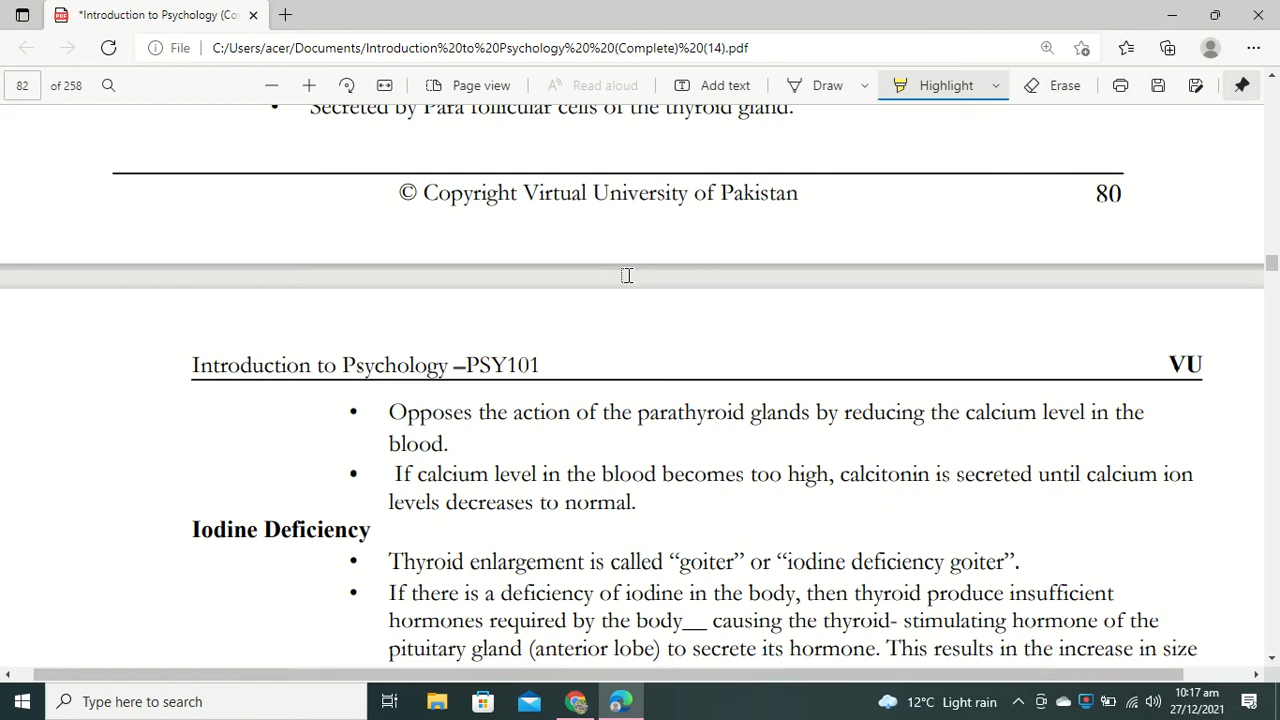 *Introduction to Psychology (Co
File C:/Users/acer/Documents/Introduction%20to%20Psychology%20%20(Complete)%20(14).pdf
82 of 258 Page view Read aloud Add text Draw Highlight Erase
• Secreted by Para follicular cells of the thyroid gland.
© Copyright Virtual University of Pakistan 80
Introduction to Psychology –PSY101 VU
• Opposes the action of the parathyroid glands by reducing the calcium level in the
blood.
• If calcium level in the blood becomes too high, calcitonin is secreted until calcium ion
levels decreases to normal.
Iodine Deficiency
• Thyroid enlargement is called “goiter” or “iodine deficiency goiter”.
• If there is a deficiency of iodine in the body, then thyroid produce insufficient
hormones required by the body__ causing the thyroid- stimulating hormone of the
pituitary gland (anterior lobe) to secrete its hormone. This results in the increase in size
Type here to search 12°C Light rain 10:17 am
27/12/2021